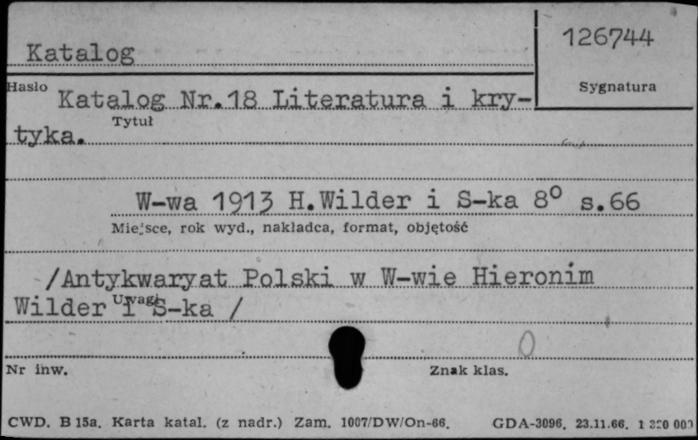 Katalog
126744
Hasło
Sygnatura
Katalog Nr.18 Literatura i kry-
Tytuł
tyka.
W-wa 1913 H.Wilder i S-ka 8° s.66
Miejsce, rok wyd., nakładca, format, objętość
/Antykwaryat Polski w W-wie Hieronim
Uwagi
Wilder i S-ka /
0
Nr inw.
Znak klas.
CWD. B 15a. Karta katal. (z nadr.) Zam. 1007/DW/On-66. GDA-3096. 23.11.66.